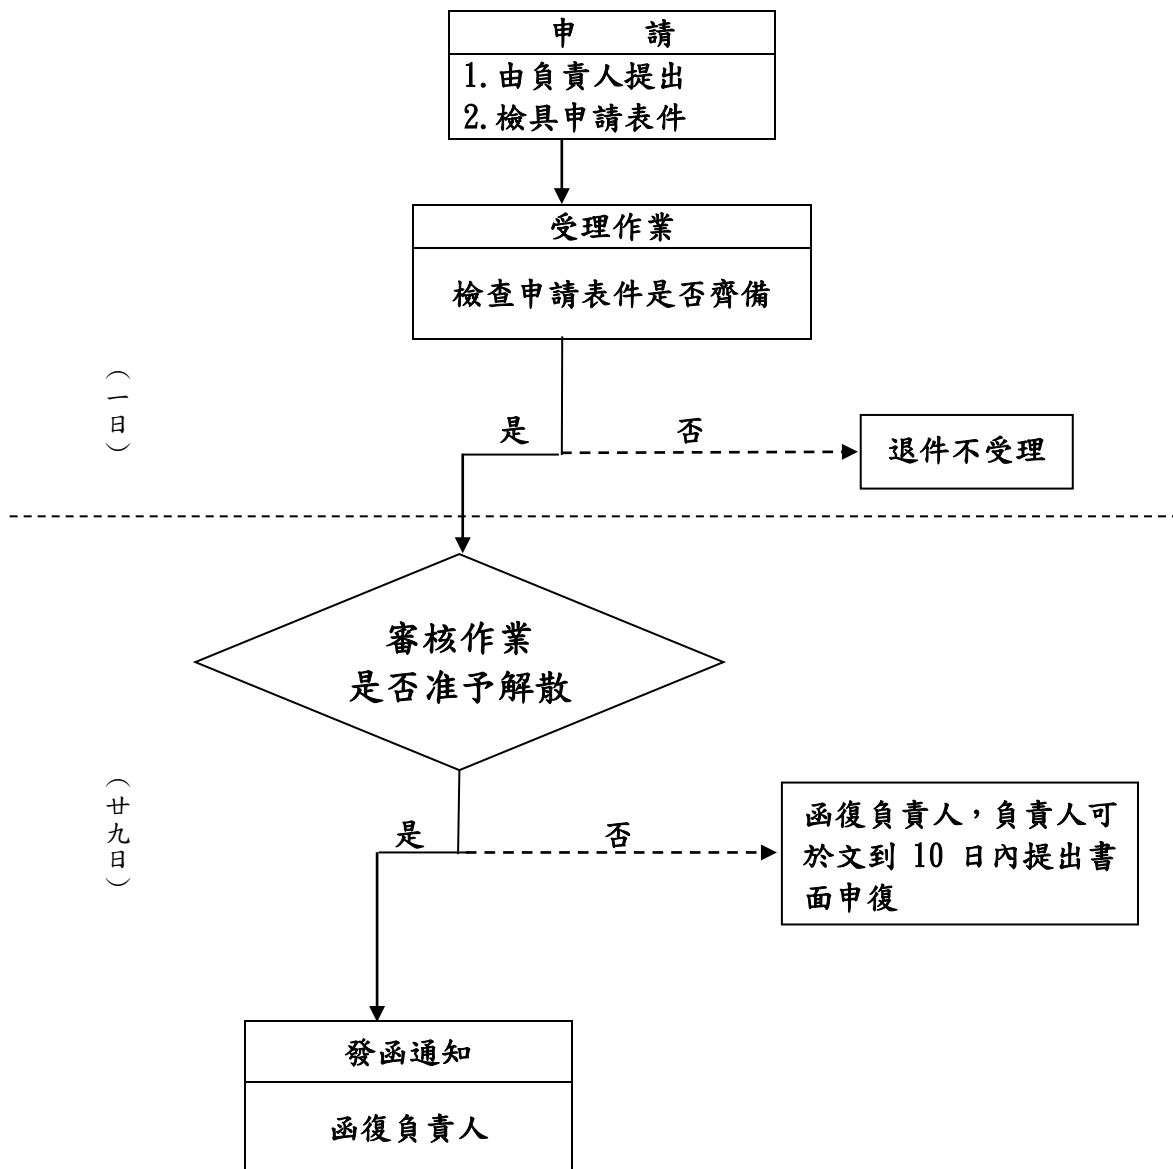 申　　請
1.由負責人提出
2.檢具申請表件
受理作業
檢查申請表件是否齊備
（一日）
是
否
退件不受理
審核作業
是否准予解散
（廿九日）
是
否
函復負責人，負責人可
於文到 10 日內提出書
面申復
發函通知
函復負責人